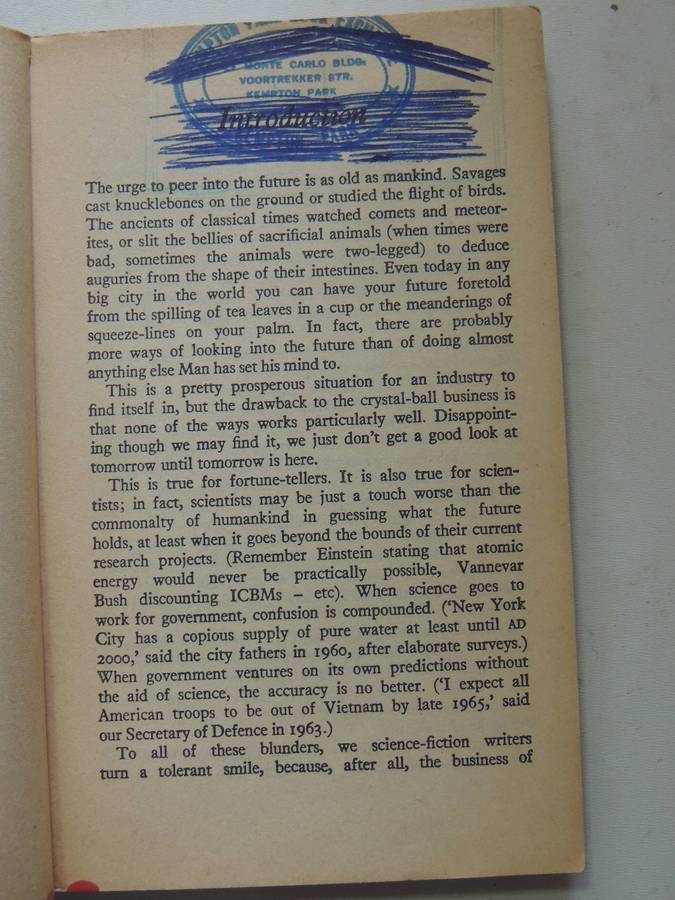 MONTE CARLO BLDG.
VOORTREKKER STR.
KEMPTON PARK
Introduction
The urge to peer into the future is as old as mankind. Savages
cast knucklebones on the ground or studied the flight of birds.
The ancients of classical times watched comets and meteor-
ites, or slit the bellies of sacrificial animals (when times were
bad, sometimes the animals were two-legged) to deduce
auguries from the shape of their intestines. Even today in any
big city in the world you can have your future foretold
from the spilling of tea leaves in a cup or the meanderings of
squeeze-lines on your palm. In fact, there are probably
more ways of looking into the future than of doing almost
anything else Man has set his mind to.
This is a pretty prosperous situation for an industry to
find itself in, but the drawback to the crystal-ball business is
that none of the ways works particularly well. Disappoint-
ing though we may find it, we just don't get a good look at
tomorrow until tomorrow is here.
This is true for fortune-tellers. It is also true for scien-
tists; in fact, scientists may be just a touch worse than the
commonalty of humankind in guessing what the future
holds, at least when it goes beyond the bounds of their current
research projects. (Remember Einstein stating that atomic
energy would never be practically possible, Vannevar
Bush discounting ICBMs – etc). When science goes to
work for government, confusion is compounded. ('New York
City has a copious supply of pure water at least until AD
2000,' said the city fathers in 1960, after elaborate surveys.)
When government ventures on its own predictions without
the aid of science, the accuracy is no better. ('I expect all
American troops to be out of Vietnam by late 1965,' said
our Secretary of Defence in 1963.)
To all of these blunders, we science-fiction writers
turn a tolerant smile, because, after all, the business of